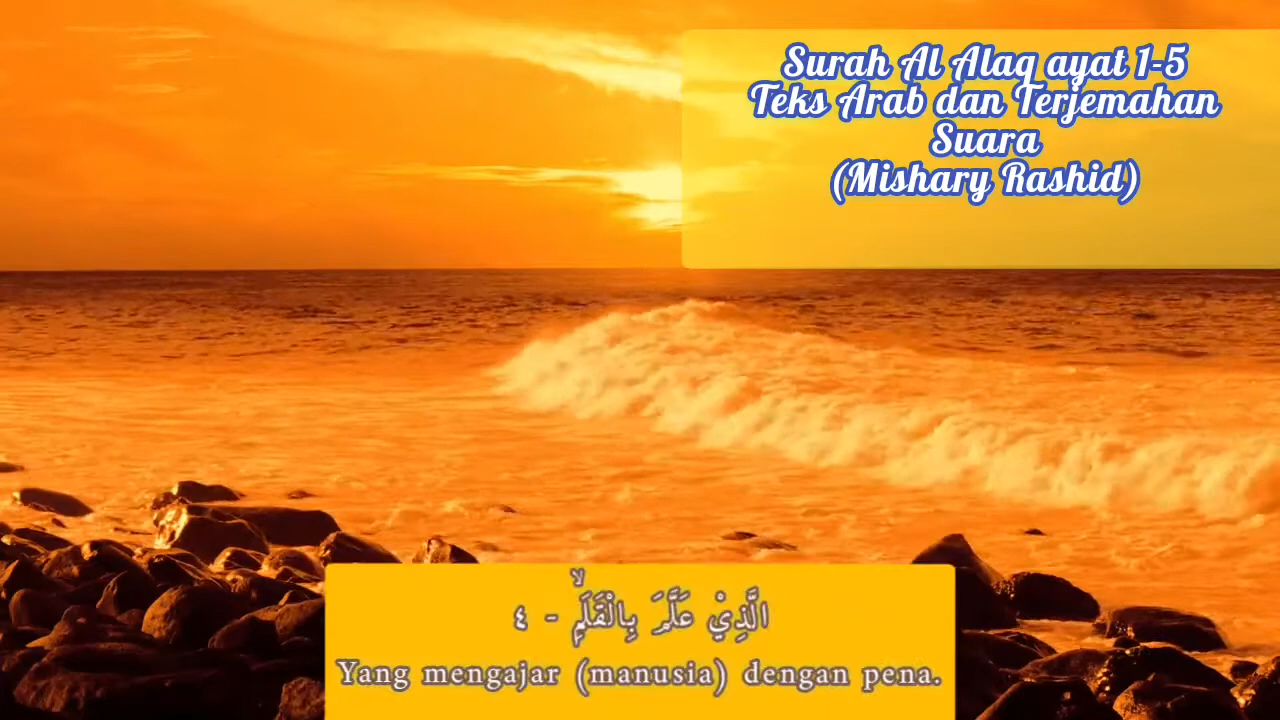 Surah Al Alaq ayat 1-5
Teks Arab dan Terjemahan
Suara
(Mishary Rashid)
الَّذِيْ عَلَّمَ بِالْقَلَمِۙ - ٤
Yang mengajar (manusia) dengan pena.